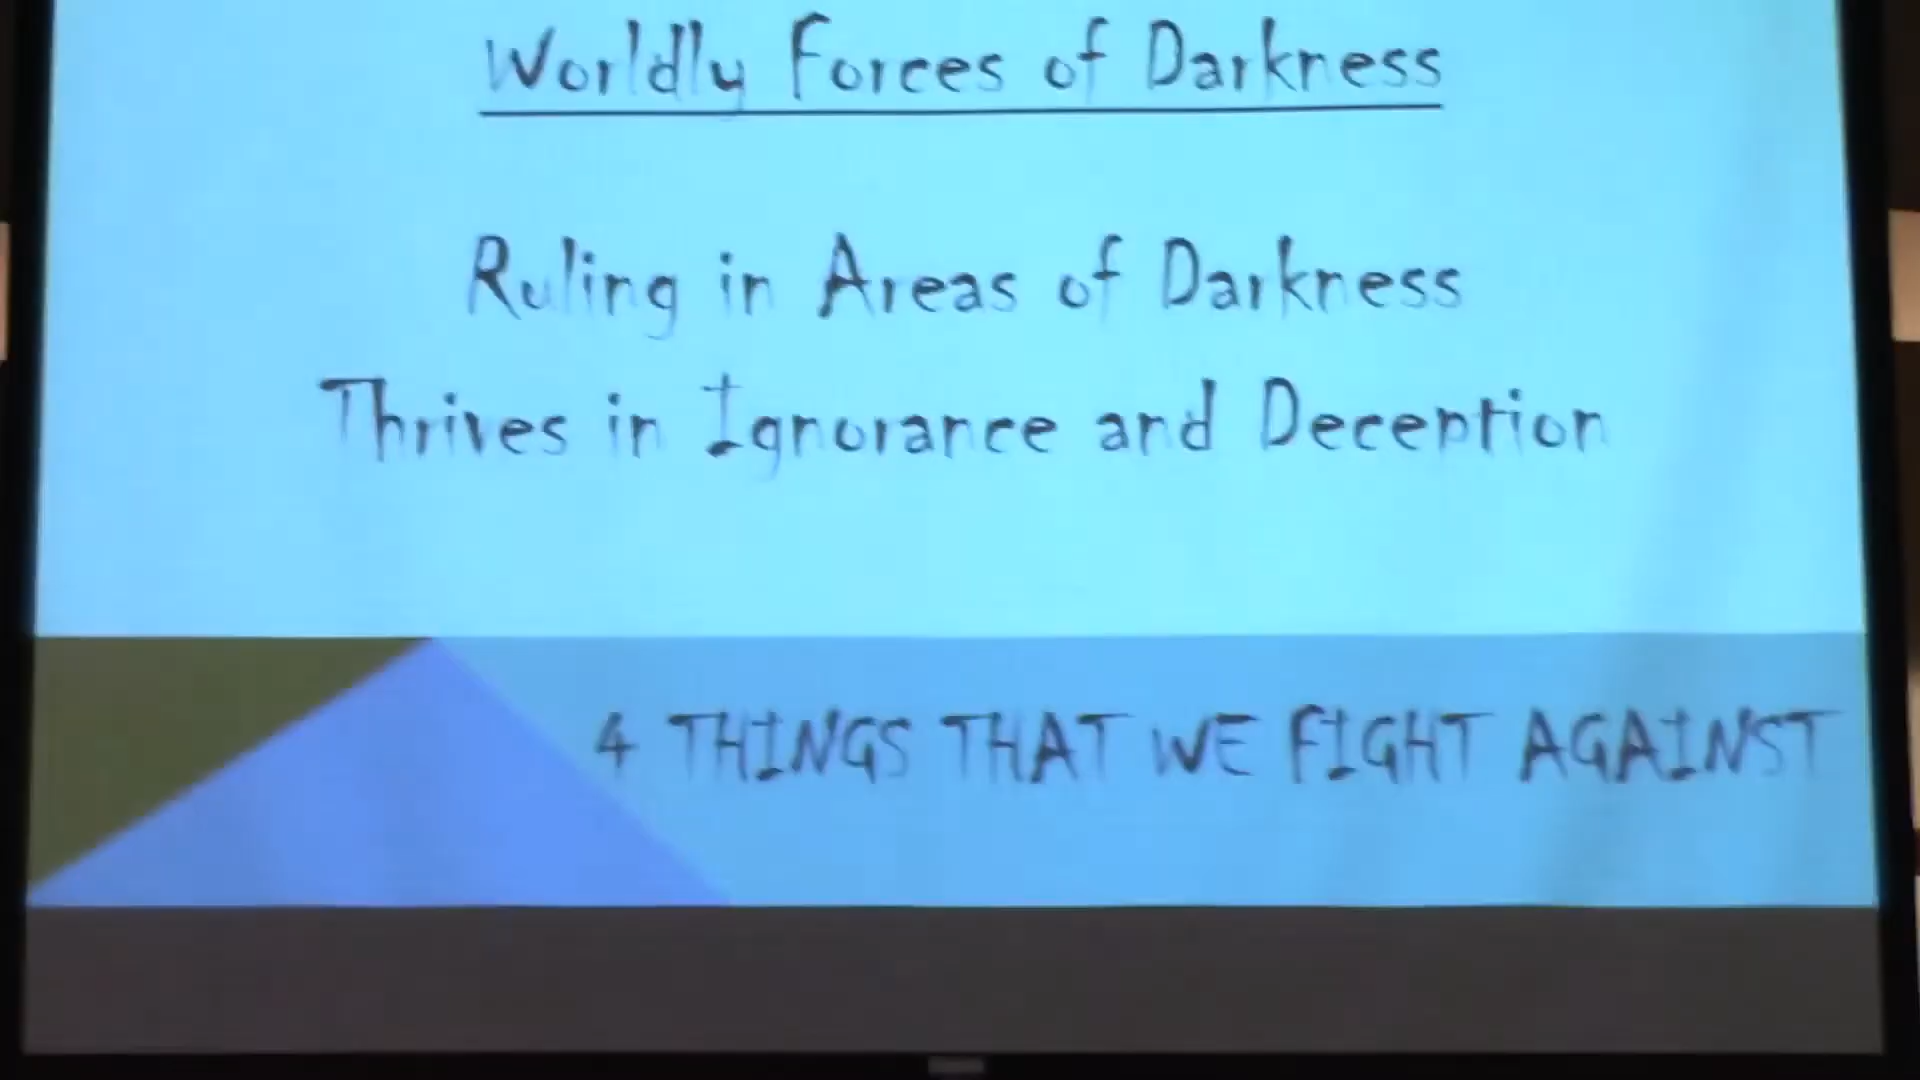 Worldly Forces of Darkness
Ruling in Areas of Darkness
Thrives in Ignorance and Deception
4 THINGS THAT WE FIGHT AGAINST